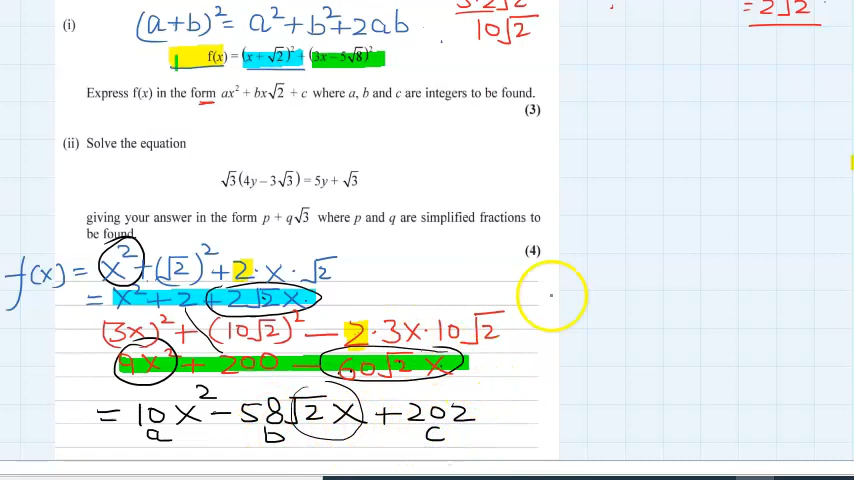 (i)
(a+b)² = a² + b² + 2ab
10√2
= 2√2
f(x) = (x + √2)² + (3x – 5√8)²
Express f(x) in the form ax² + bx√2 + c where a, b and c are integers to be found.
(3)
(ii) Solve the equation
√3(4y – 3√3) = 5y + √3
giving your answer in the form p + q√3 where p and q are simplified fractions to
be found.
(4)
f(x) = x² + (√2)² + 2·x·√2
= x² + 2 + 2√2x
(3x)² + (10√2)² – 2·3x·10√2
9x² + 200 – 60√2 x
= 10x² – 58√2x + 202
a b c